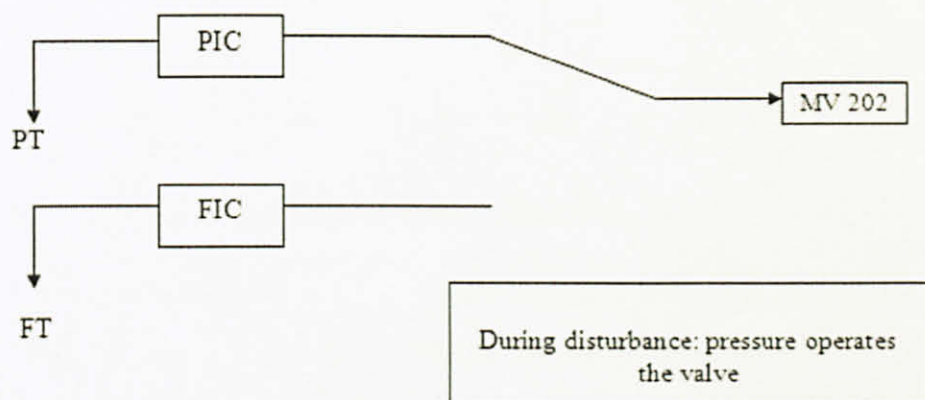 PIC
MV 202
PT
FIC
FT
During disturbance: pressure operates
the valve